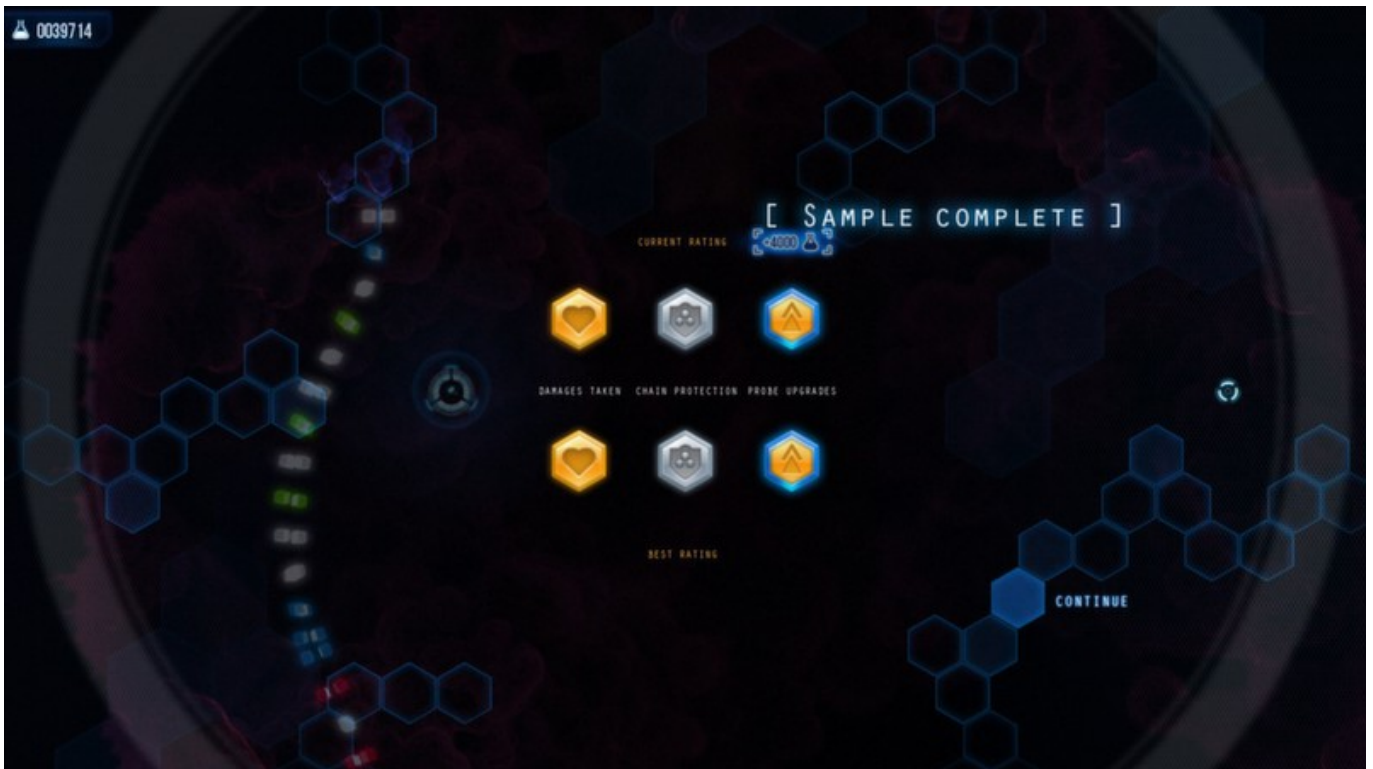 0039714
[ SAMPLE COMPLETE ]
CURRENT RATING
+4000
DAMAGES TAKEN CHAIN PROTECTION PROBE UPGRADES
BEST RATING
CONTINUE